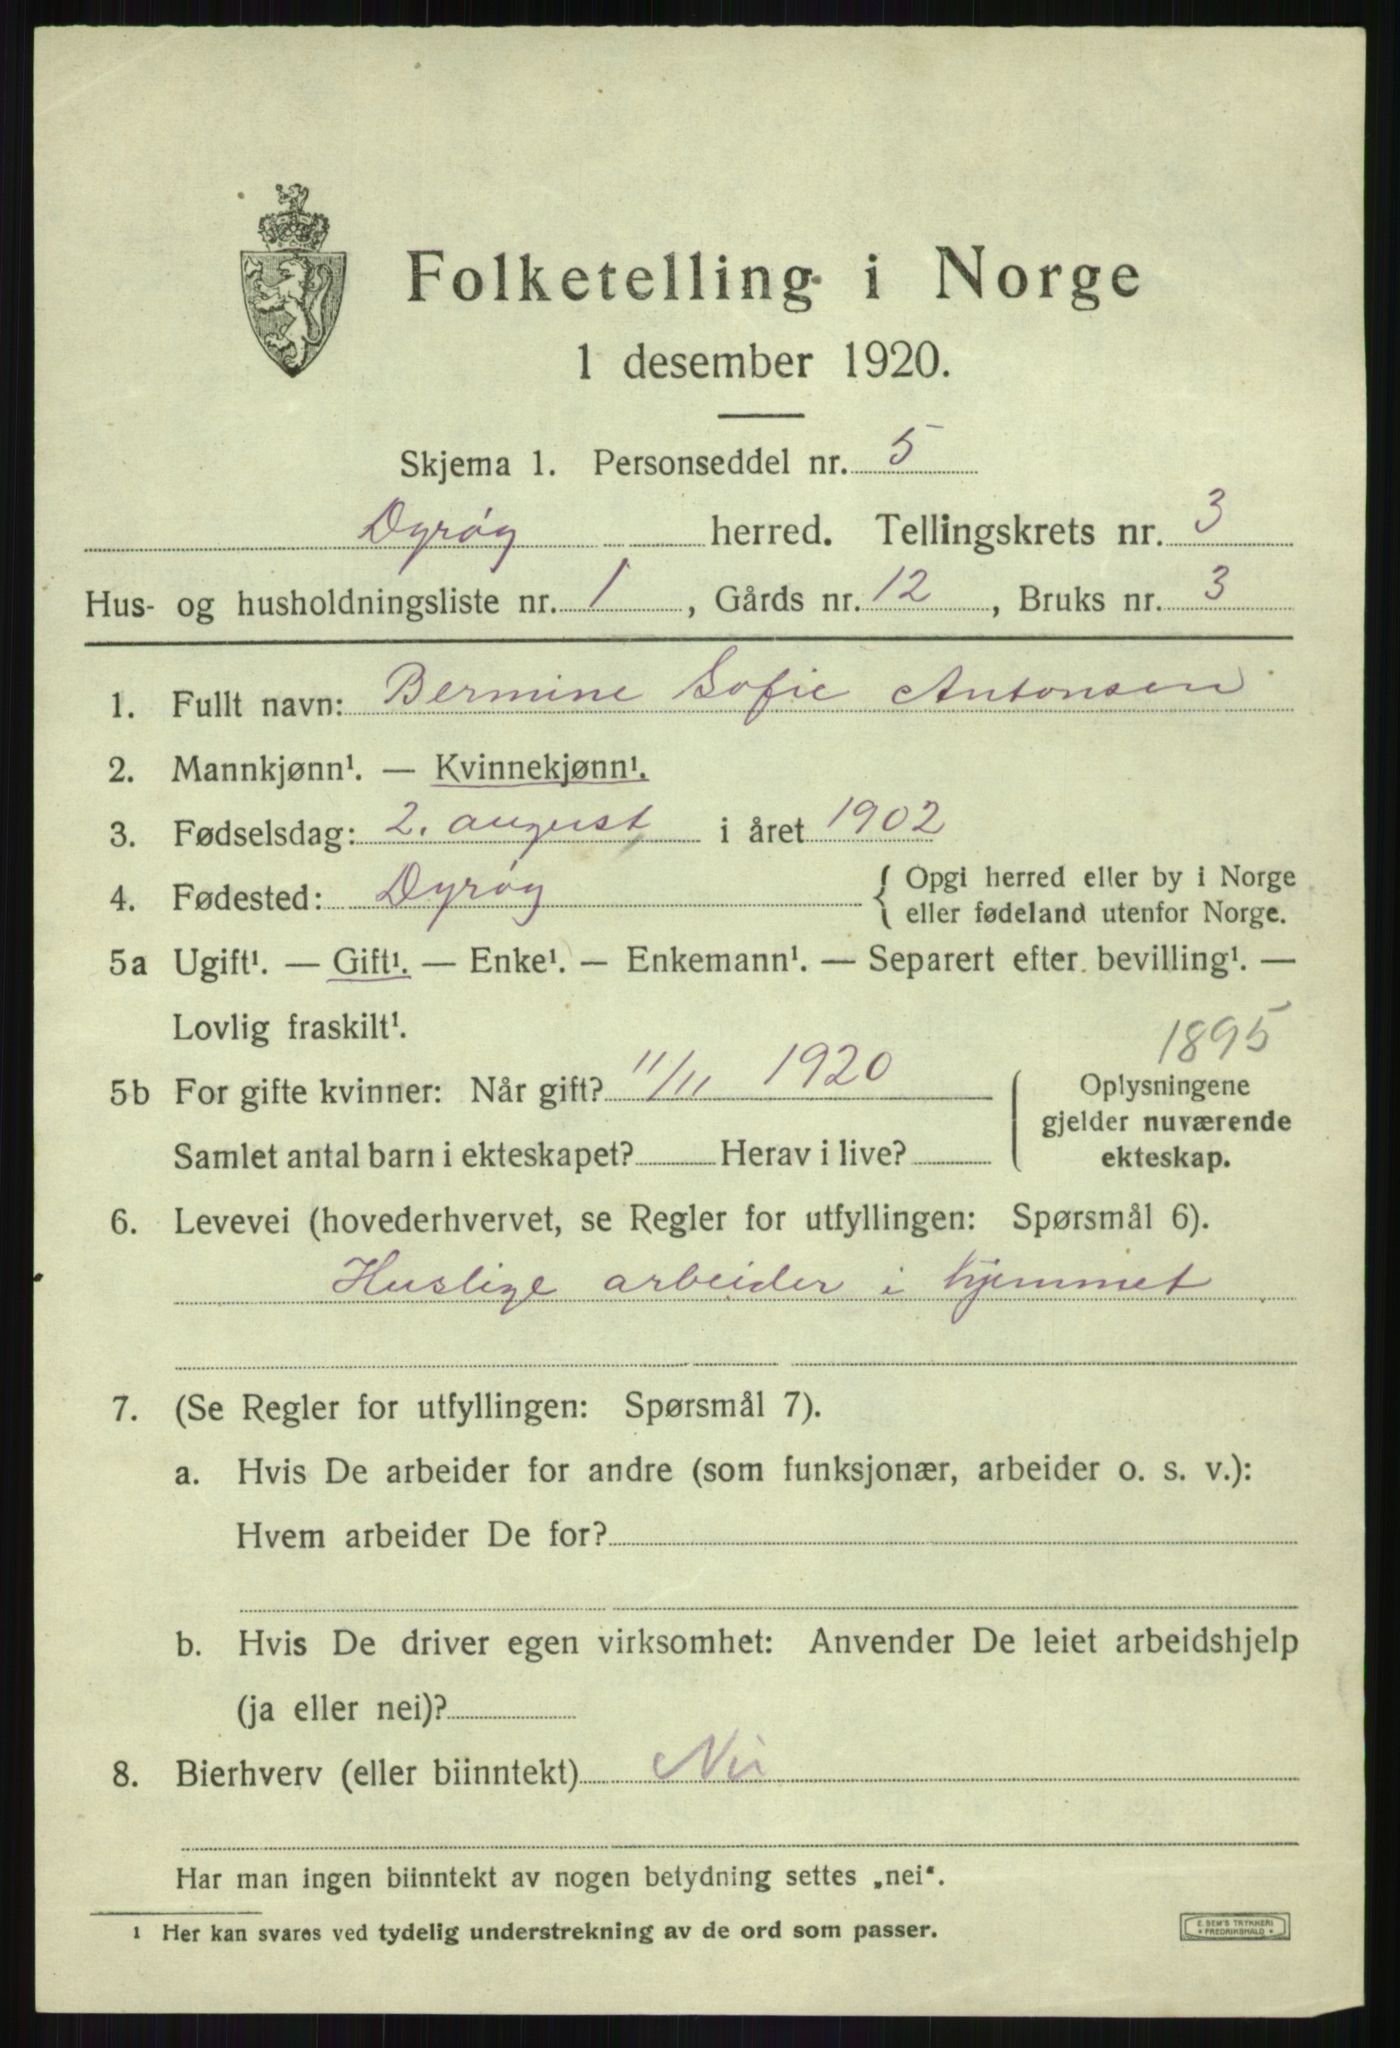 Folketelling i Norge
1 desember 1920.
Skjema 1. Personseddel nr. 5
Dyrøy herred. Tellingskrets nr. 3
Hus- og husholdningsliste nr. 1, Gårds nr. 12, Bruks nr. 3
1. Fullt navn: Bermine Sofie Antonsen
2. Mannkjønn¹. — Kvinnekjønn¹.
3. Fødselsdag: 2. august i året 1902
4. Fødested: Dyrøy { Opgi herred eller by i Norge
eller fødeland utenfor Norge.
5a Ugift¹. — Gift¹. — Enke¹. — Enkemann¹. — Separert efter bevilling¹. —
Lovlig fraskilt¹.
1895
5b For gifte kvinner: Når gift? 11/11 1920
Samlet antal barn i ekteskapet? Herav i live?
Oplysningene
gjelder nuværende
ekteskap.
6. Levevei (hovederhvervet, se Regler for utfyllingen: Spørsmål 6).
Huslige arbeider i hjemmet
7. (Se Regler for utfyllingen: Spørsmål 7).
a. Hvis De arbeider for andre (som funksjonær, arbeider o. s. v.):
Hvem arbeider De for?
b. Hvis De driver egen virksomhet: Anvender De leiet arbeidshjelp
(ja eller nei)?
8. Bierhverv (eller biinntekt) Nei
Har man ingen biinntekt av nogen betydning settes „nei“.
1 Her kan svares ved tydelig understrekning av de ord som passer.
E. SEM'S TRYKKERI
* FREDRIKSHALD *